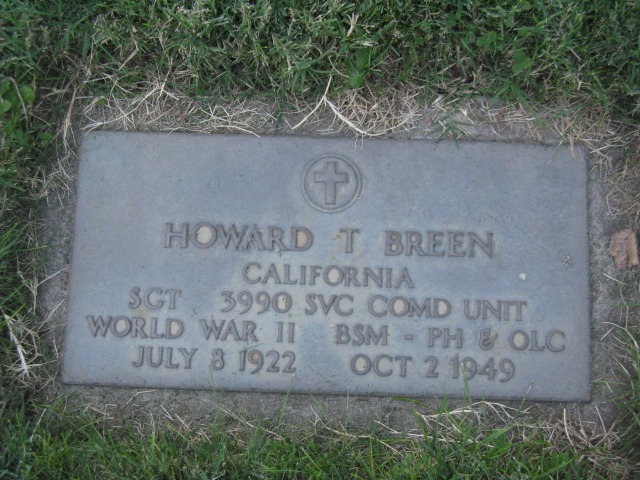 HOWARD T BREEN
CALIFORNIA
SGT 3990 SVC COMD UNIT
WORLD WAR II BSM - PH & OLC
JULY 8 1922 OCT 2 1949